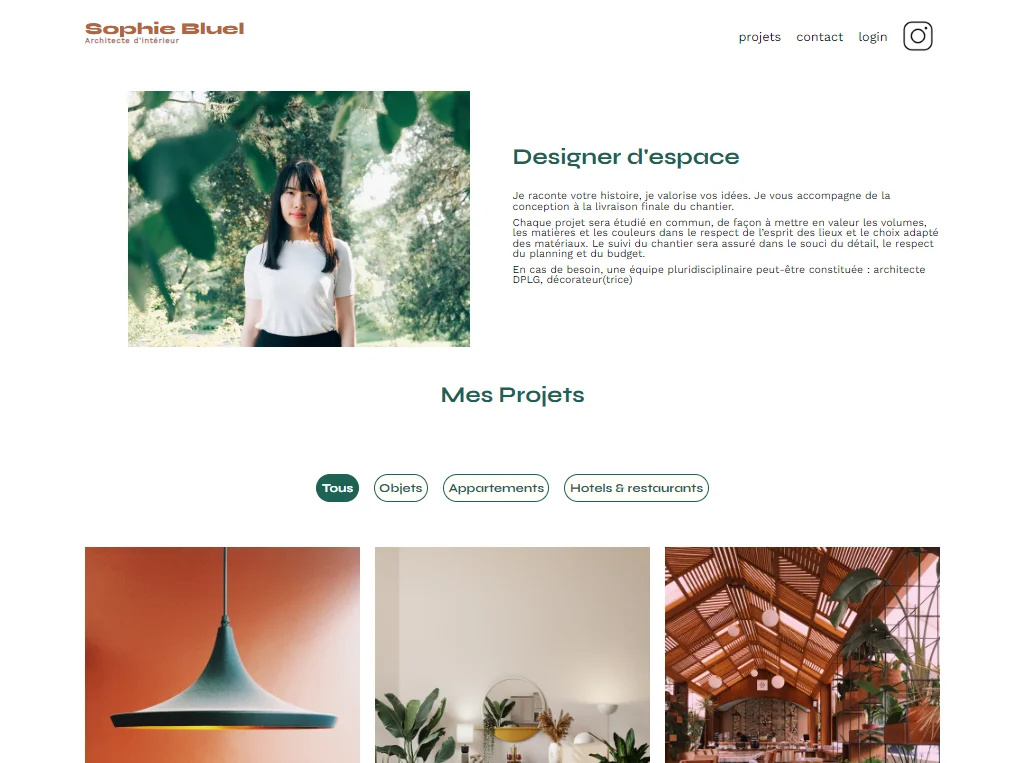 Sophie Bluel
Architecte d'intérieur
projets contact login
Designer d'espace
Je raconte votre histoire, je valorise vos idées. Je vous accompagne de la
conception à la livraison finale du chantier.
Chaque projet sera étudié en commun, de façon à mettre en valeur les volumes,
les matières et les couleurs dans le respect de l'esprit des lieux et le choix adapté
des matériaux. Le suivi du chantier sera assuré dans le souci du détail, le respect
du planning et du budget.
En cas de besoin, une équipe pluridisciplinaire peut-être constituée : architecte
DPLG, décorateur(trice)
Mes Projets
Tous Objets Appartements Hotels & restaurants